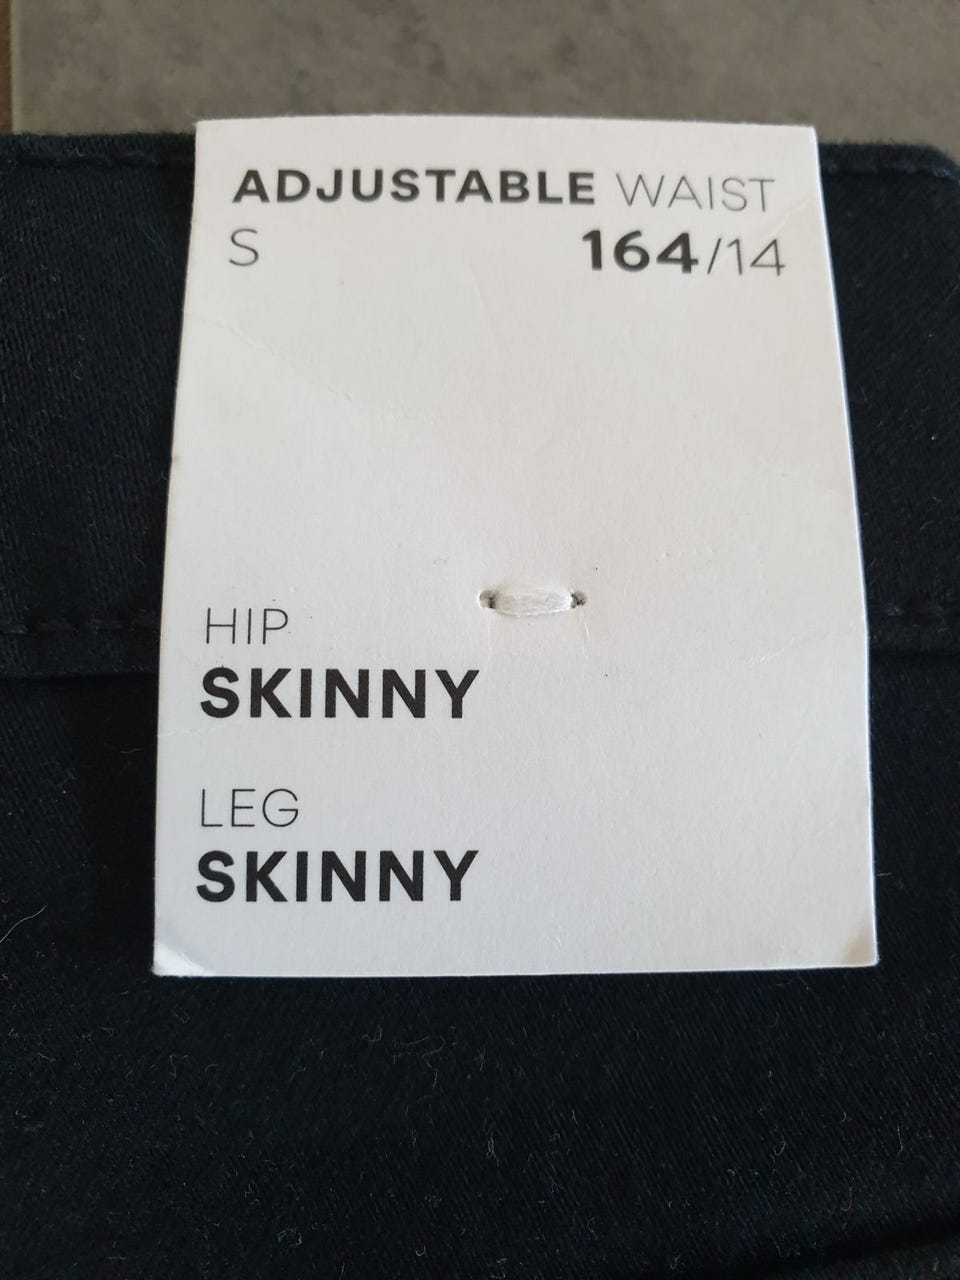 ADJUSTABLE WAIST
S 164/14
HIP
SKINNY
LEG
SKINNY